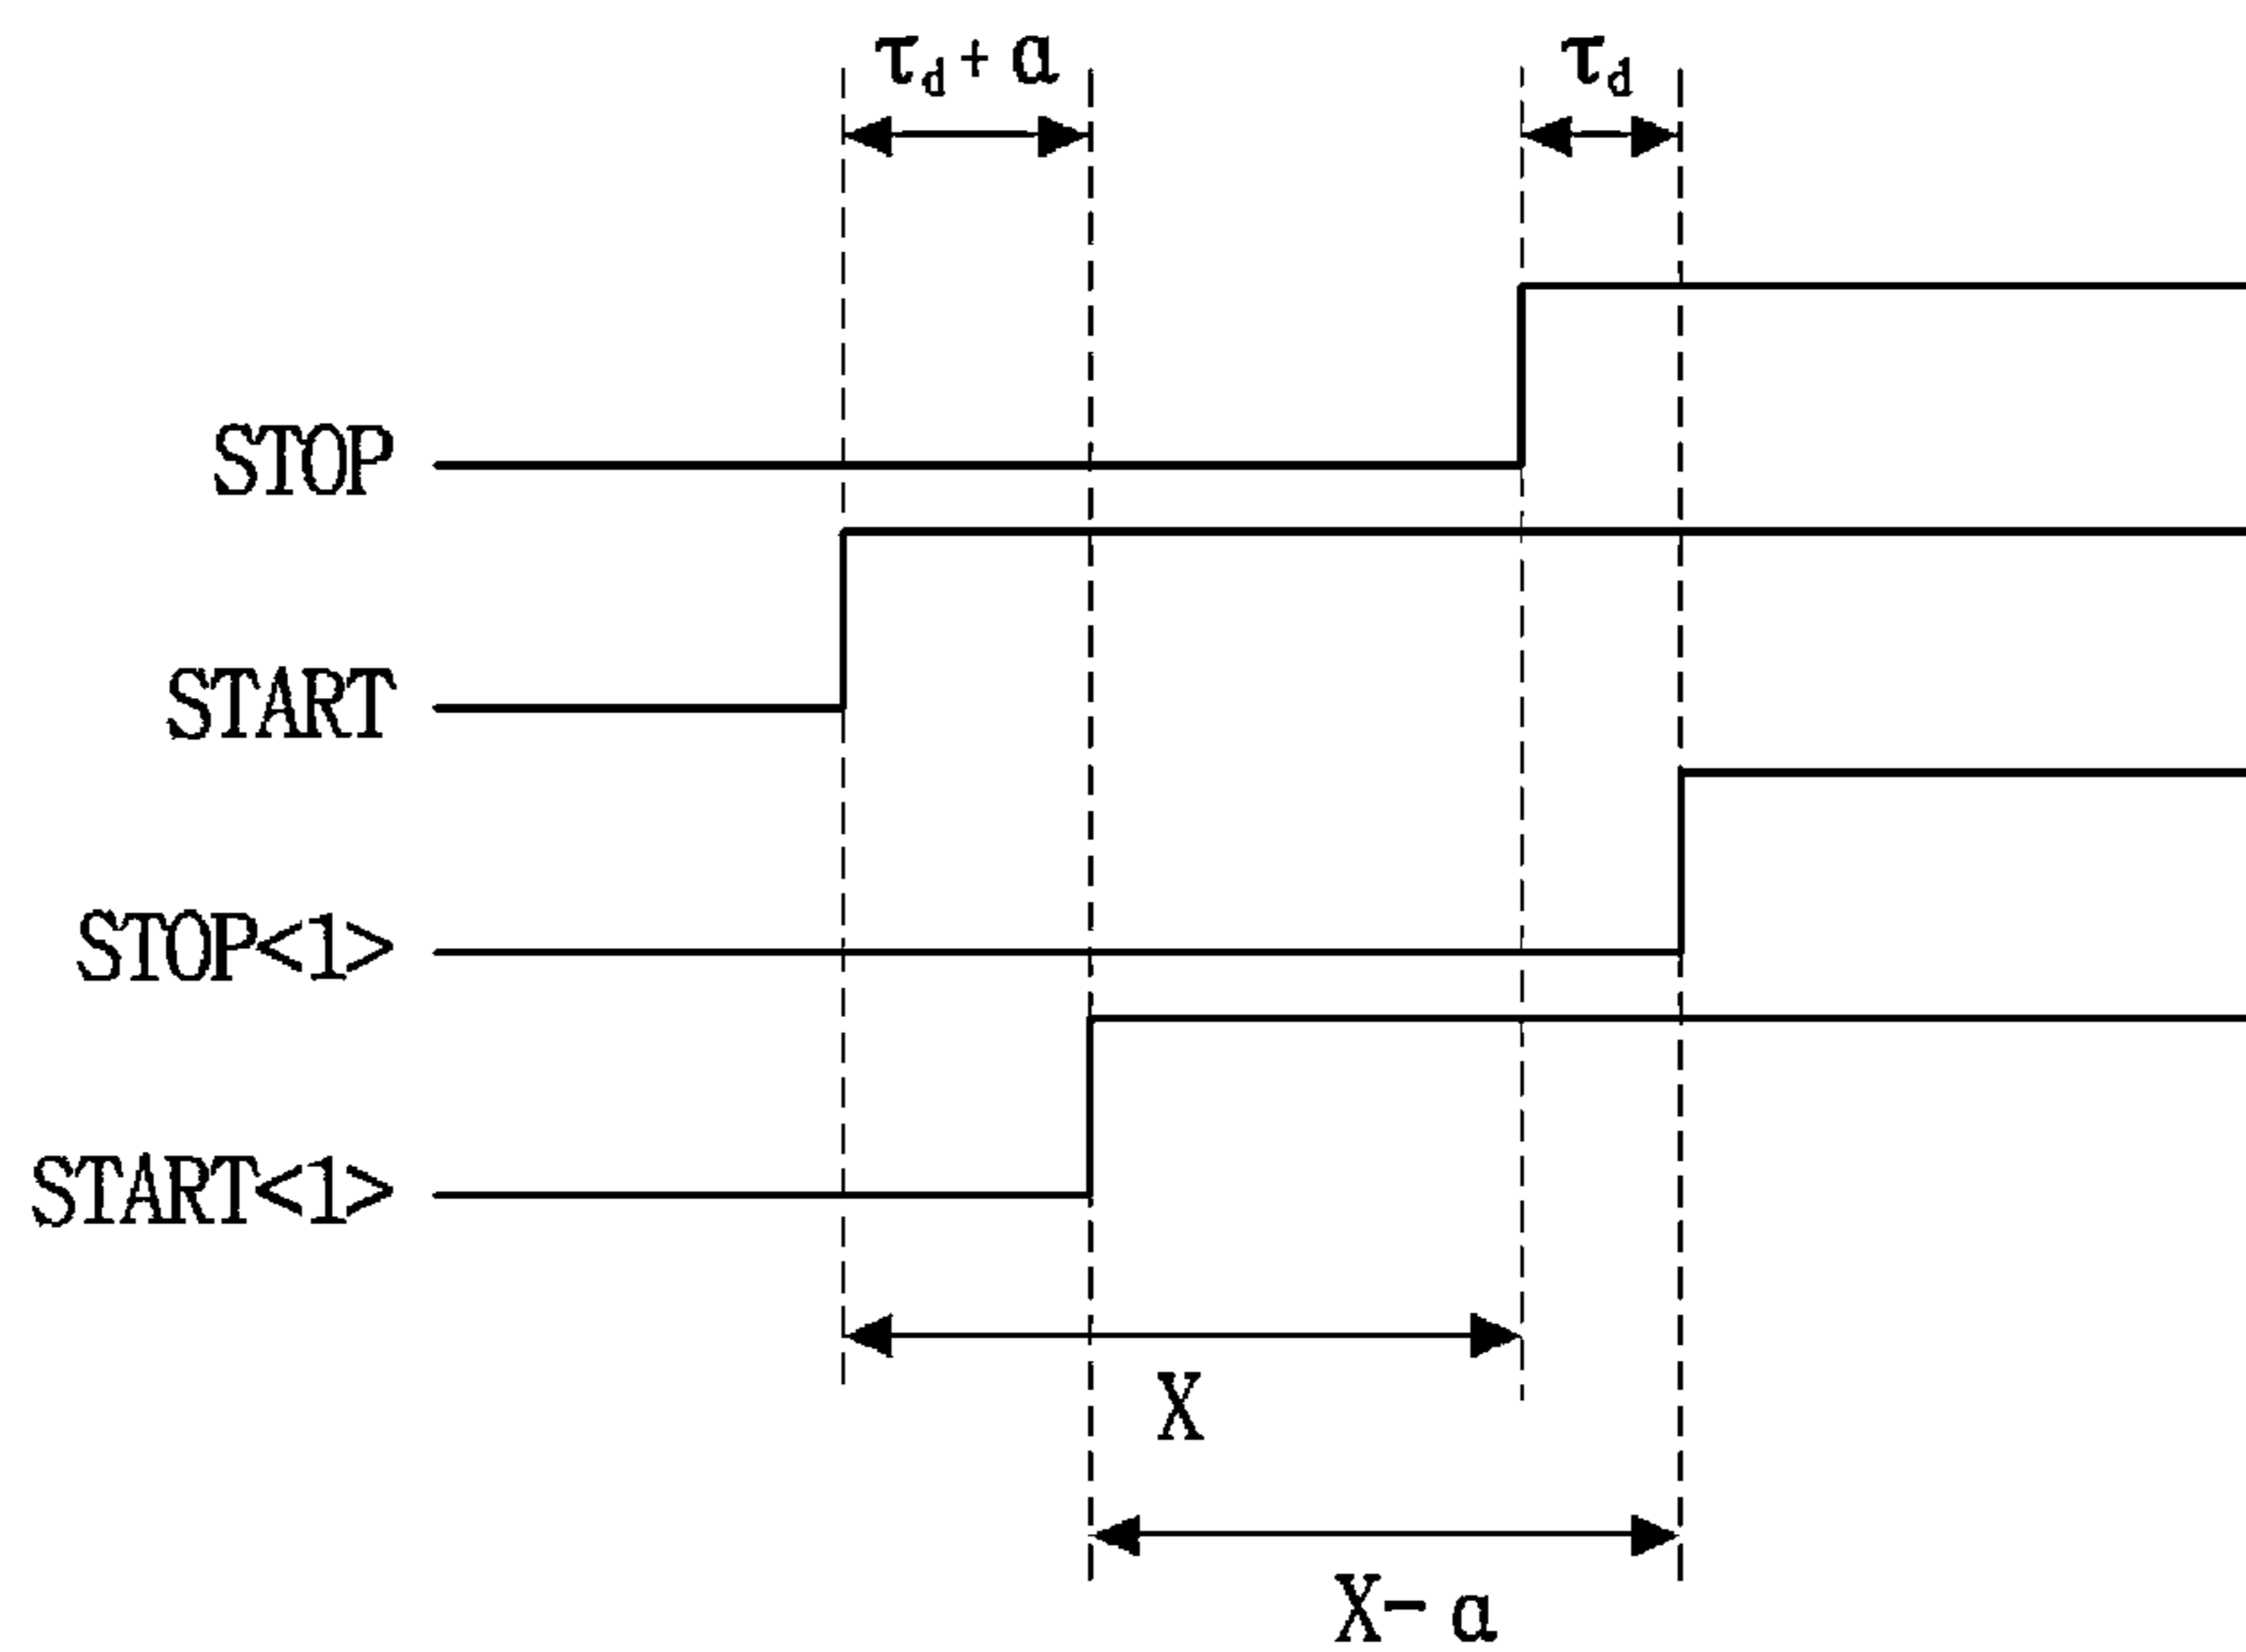 τd+α τd
STOP
START
STOP<1>
START<1>
X
X-α